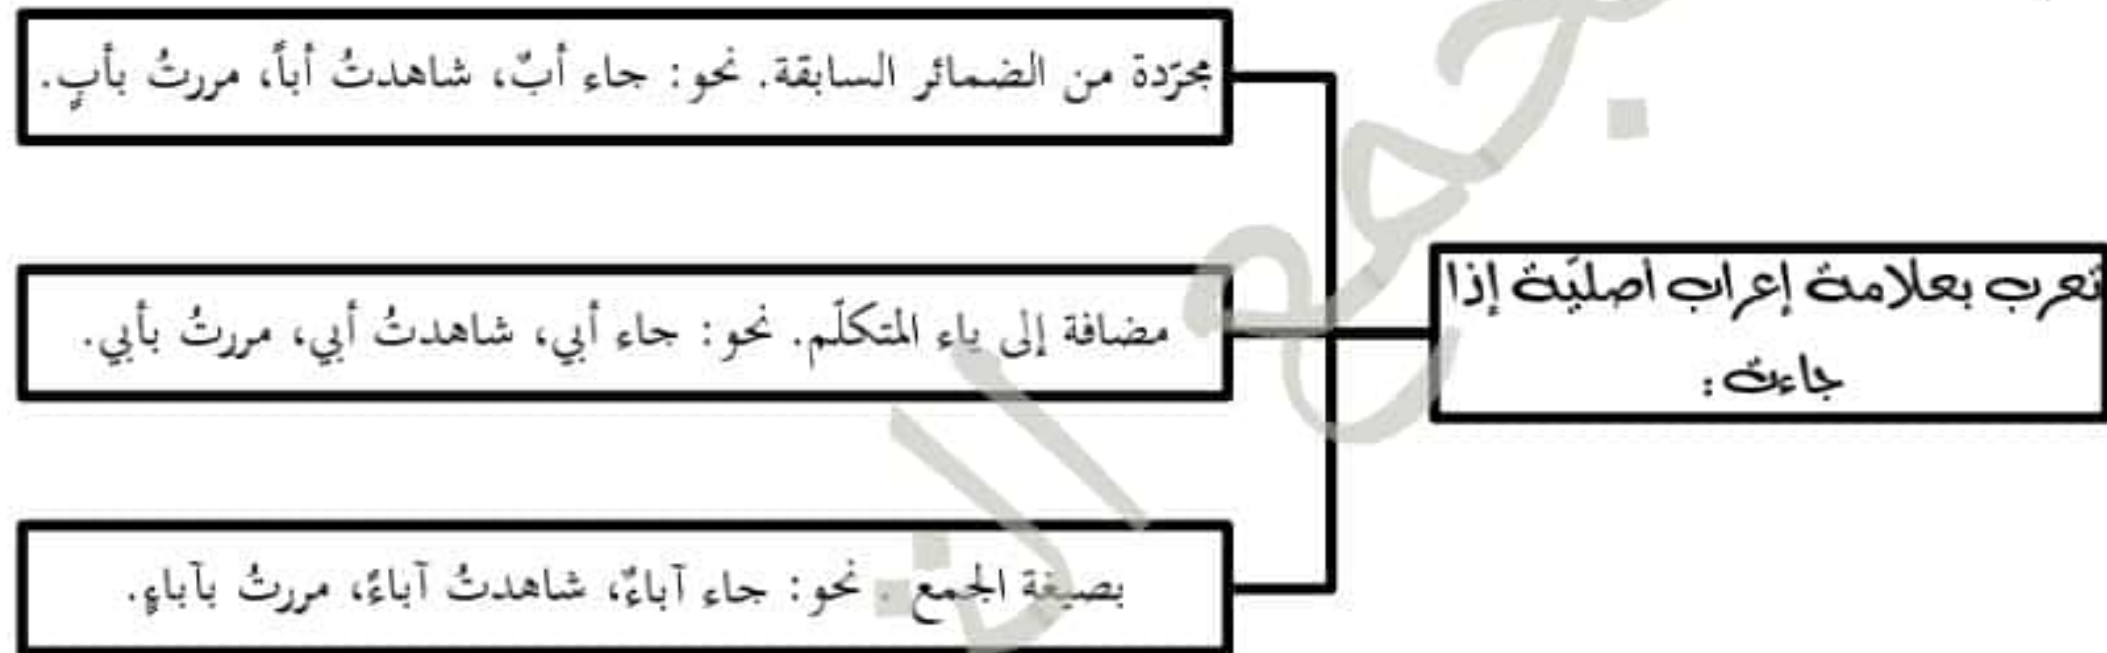 تعرب بعلامة إعراب أصليّة إذا
جاءت :
مجرّدة من الضمائر السابقة. نحو: جاء أبٌ، شاهدتُ أباً، مررتُ بأبٍ.
مضافة إلى ياء المتكلّم. نحو: جاء أبي، شاهدتُ أبي، مررتُ بأبي.
بصيغة الجمع . نحو: جاء آباءٌ، شاهدتُ آباءً، مررتُ بآباءٍ.